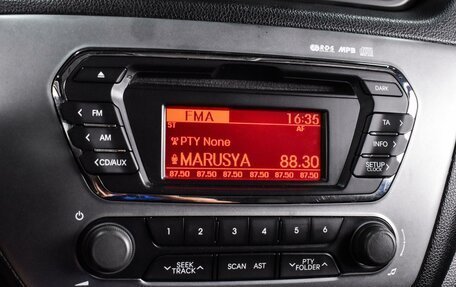 RDS MP3
DARK
FMA 16:35
ST AF
PTY None
MARUSYA 88.30
87.50 87.50 87.50 87.50 87.50 87.50
FM
AM
CD/AUX
TA
INFO
SETUP
CLOCK
1 2 3 4 5 6
SEEK
TRACK
SCAN AST
PTY
FOLDER